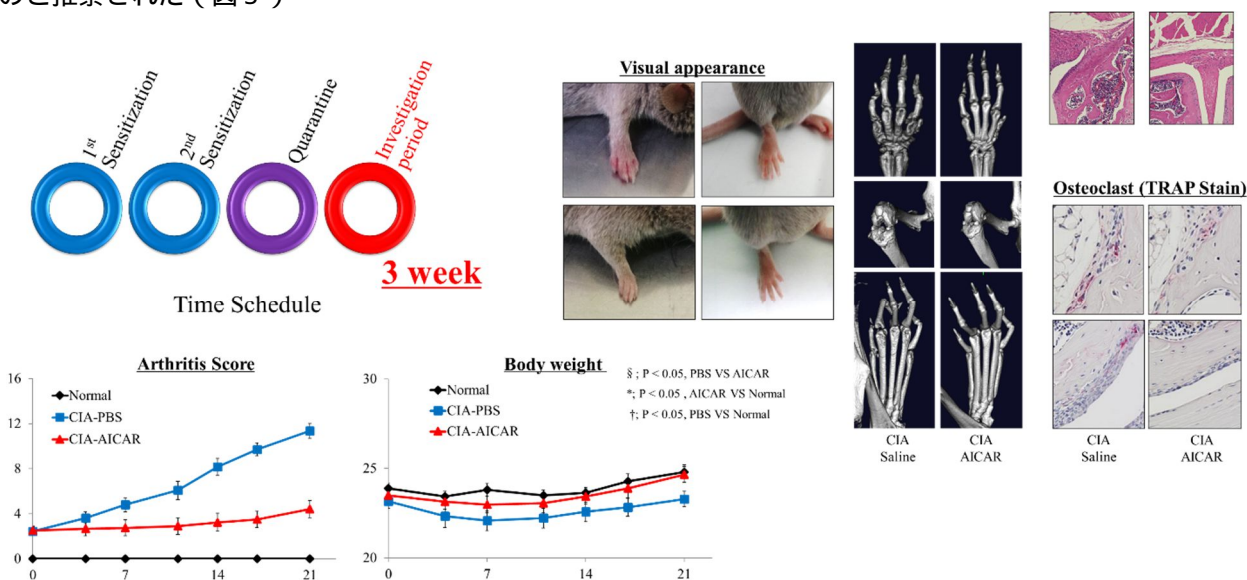 のと推察された(図3)
1st
Sensitization
2nd
Sensitization
Quarantine
Investigation
period
3 week
Time Schedule
Visual appearance
Osteoclast (TRAP Stain)
CIA
Saline
CIA
AICAR
CIA
Saline
CIA
AICAR
Arthritis Score
16
12
8
4
0
0
7
14
21
Normal
CIA-PBS
CIA-AICAR
Body weight
30
25
20
0
7
14
21
Normal
CIA-PBS
CIA-AICAR
§ ; P < 0.05, PBS VS AICAR
*; P < 0.05 , AICAR VS Normal
†; P < 0.05, PBS VS Normal